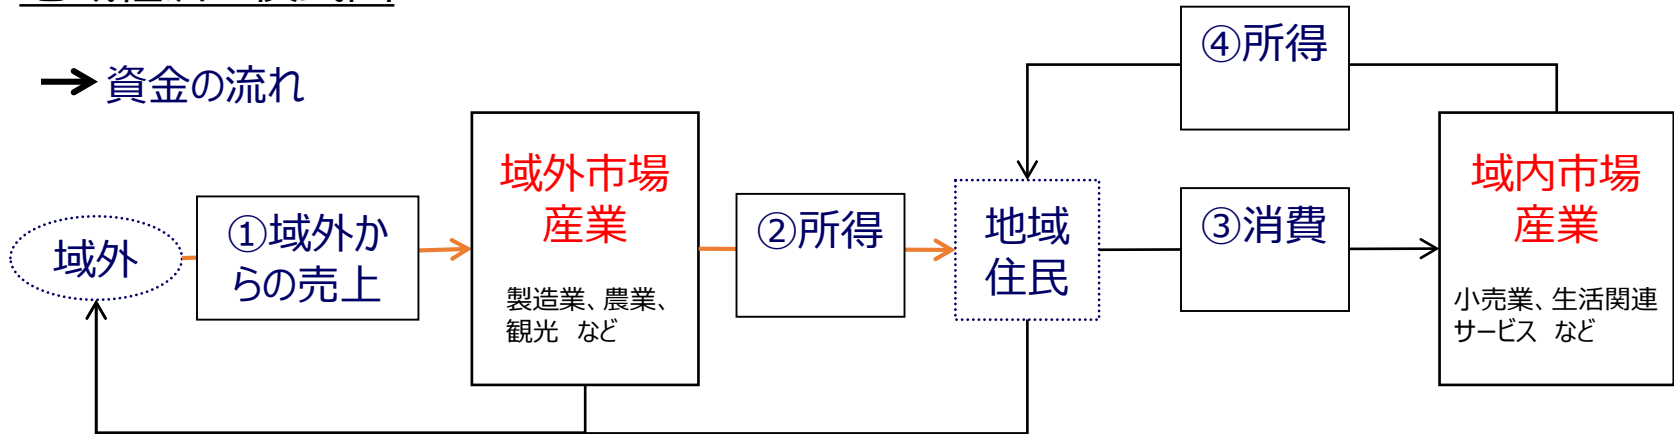 資金の流れ
④所得
域外市場
産業
製造業、農業、
観光 など
域内市場
産業
小売業、生活関連
サービス など
域外
①域外か
らの売上
②所得
地域
住民
③消費